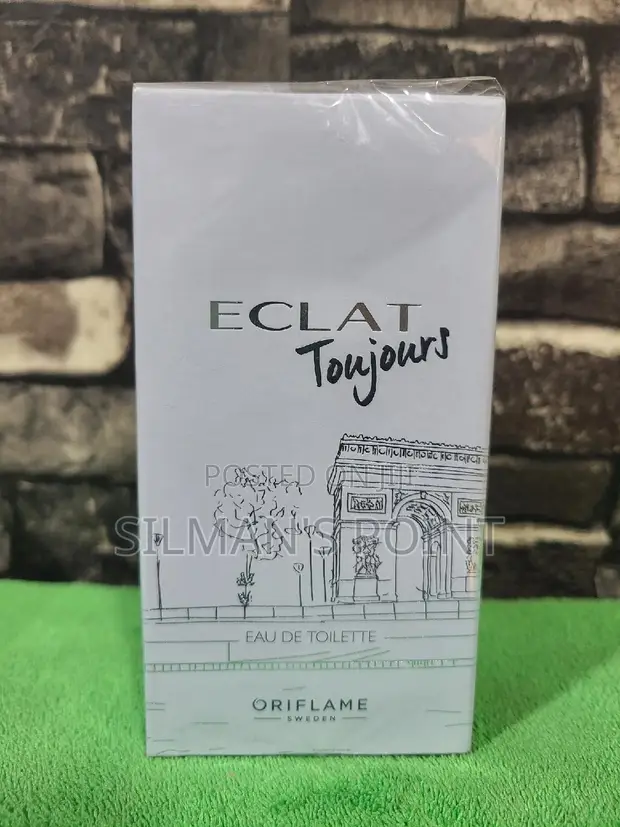 ECLAT
Toujours
POSTED ON JIJI
SILMAN'S POINT
EAU DE TOILETTE
ORIFLAME
SWEDEN